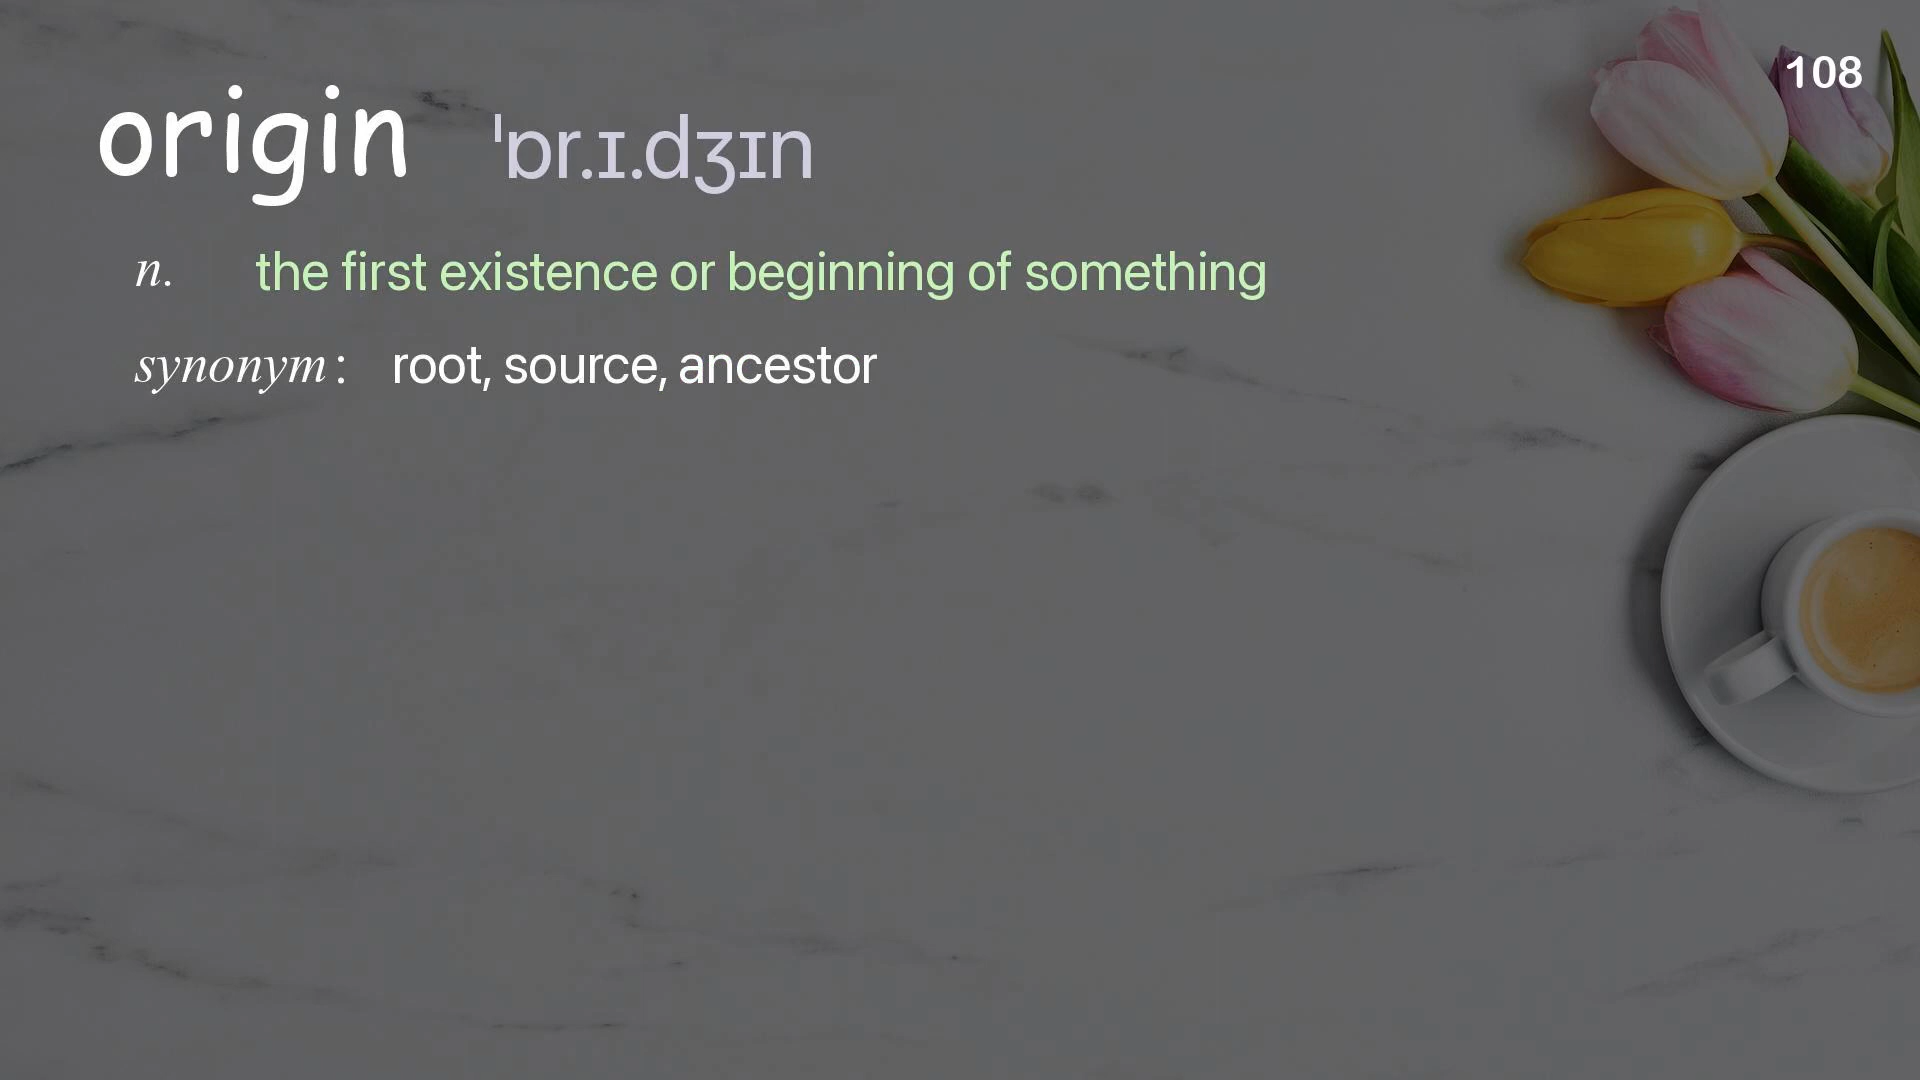 108
origin ˈɒr.ɪ.dʒɪn
n. the first existence or beginning of something
synonym: root, source, ancestor